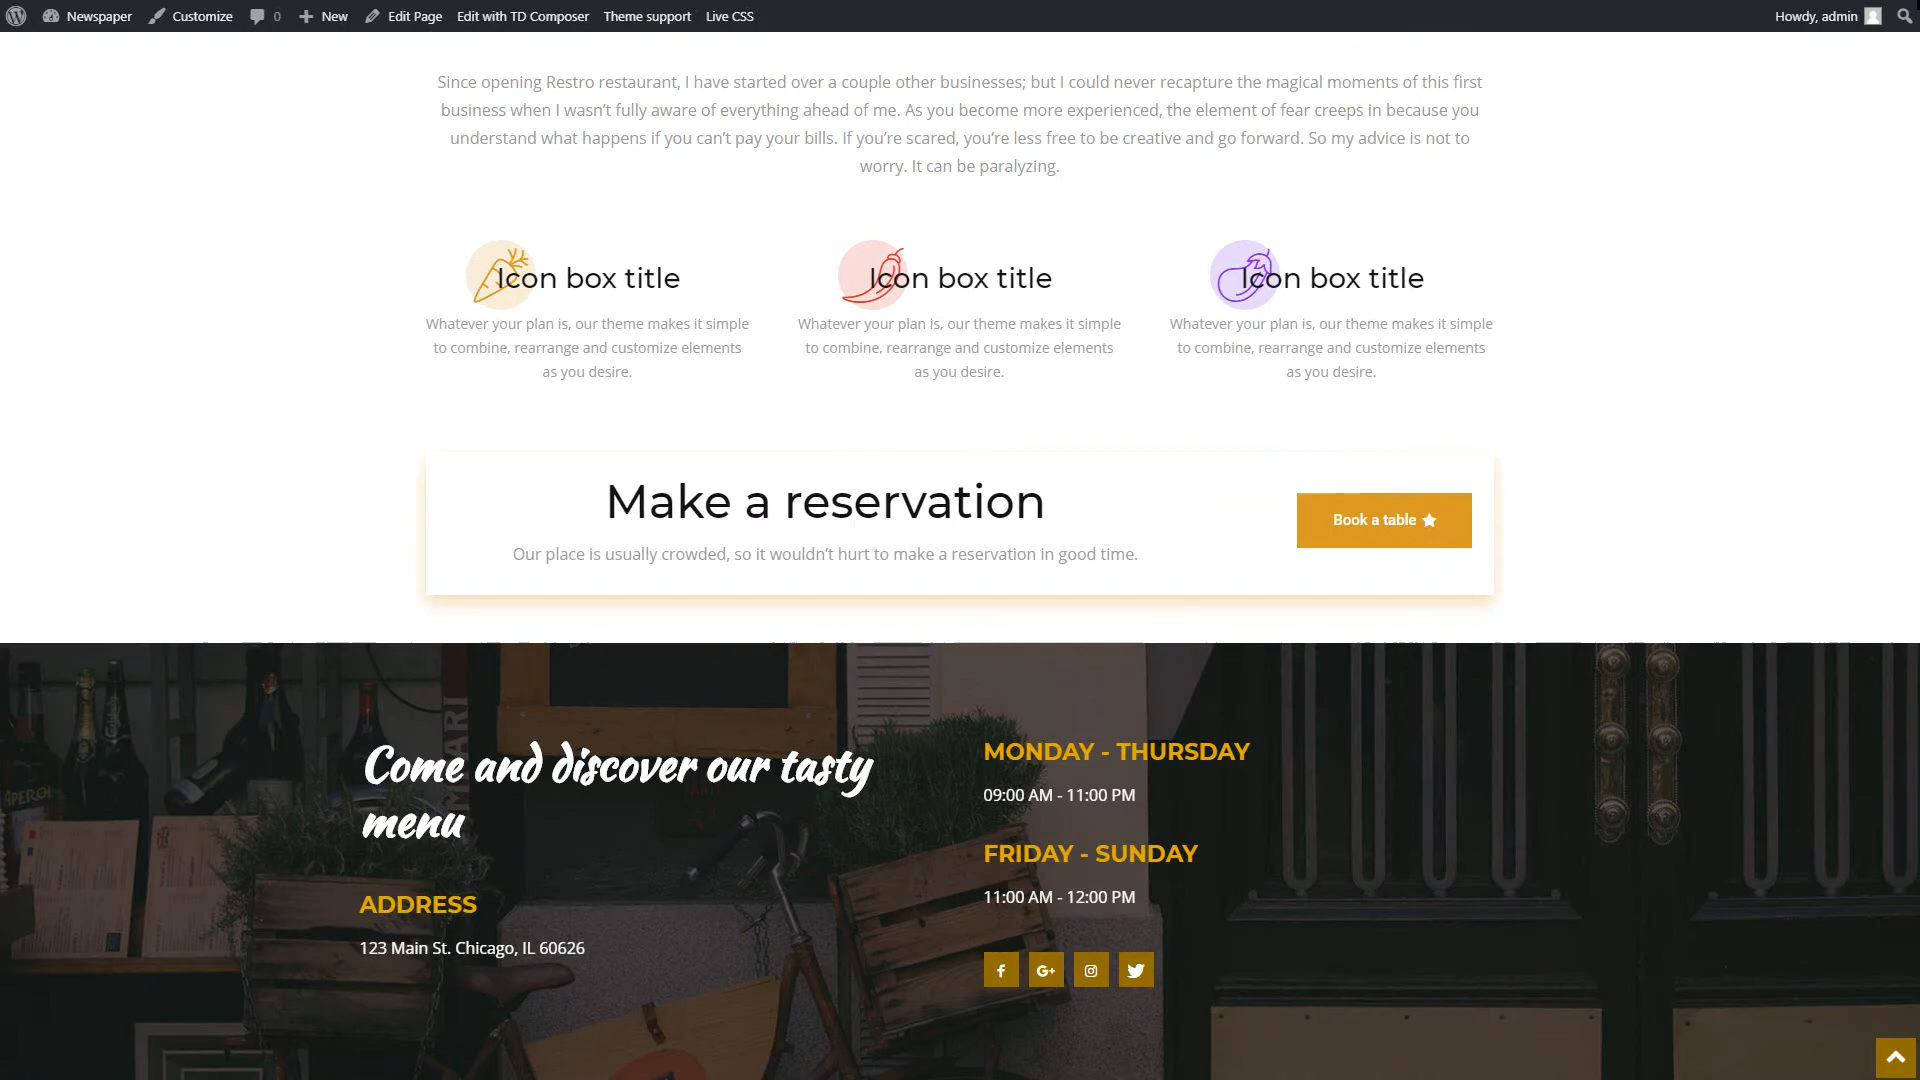 Newspaper Customize 0 New Edit Page Edit with TD Composer Theme support Live CSS Howdy, admin
Since opening Restro restaurant, I have started over a couple other businesses; but I could never recapture the magical moments of this first
business when I wasn’t fully aware of everything ahead of me. As you become more experienced, the element of fear creeps in because you
understand what happens if you can’t pay your bills. If you’re scared, you’re less free to be creative and go forward. So my advice is not to
worry. It can be paralyzing.
Icon box title
Whatever your plan is, our theme makes it simple
to combine, rearrange and customize elements
as you desire.
Icon box title
Whatever your plan is, our theme makes it simple
to combine, rearrange and customize elements
as you desire.
Icon box title
Whatever your plan is, our theme makes it simple
to combine, rearrange and customize elements
as you desire.
Make a reservation
Our place is usually crowded, so it wouldn’t hurt to make a reservation in good time.
Book a table
Come and discover our tasty
menu
ADDRESS
123 Main St. Chicago, IL 60626
MONDAY - THURSDAY
09:00 AM - 11:00 PM
FRIDAY - SUNDAY
11:00 AM - 12:00 PM
APEROL